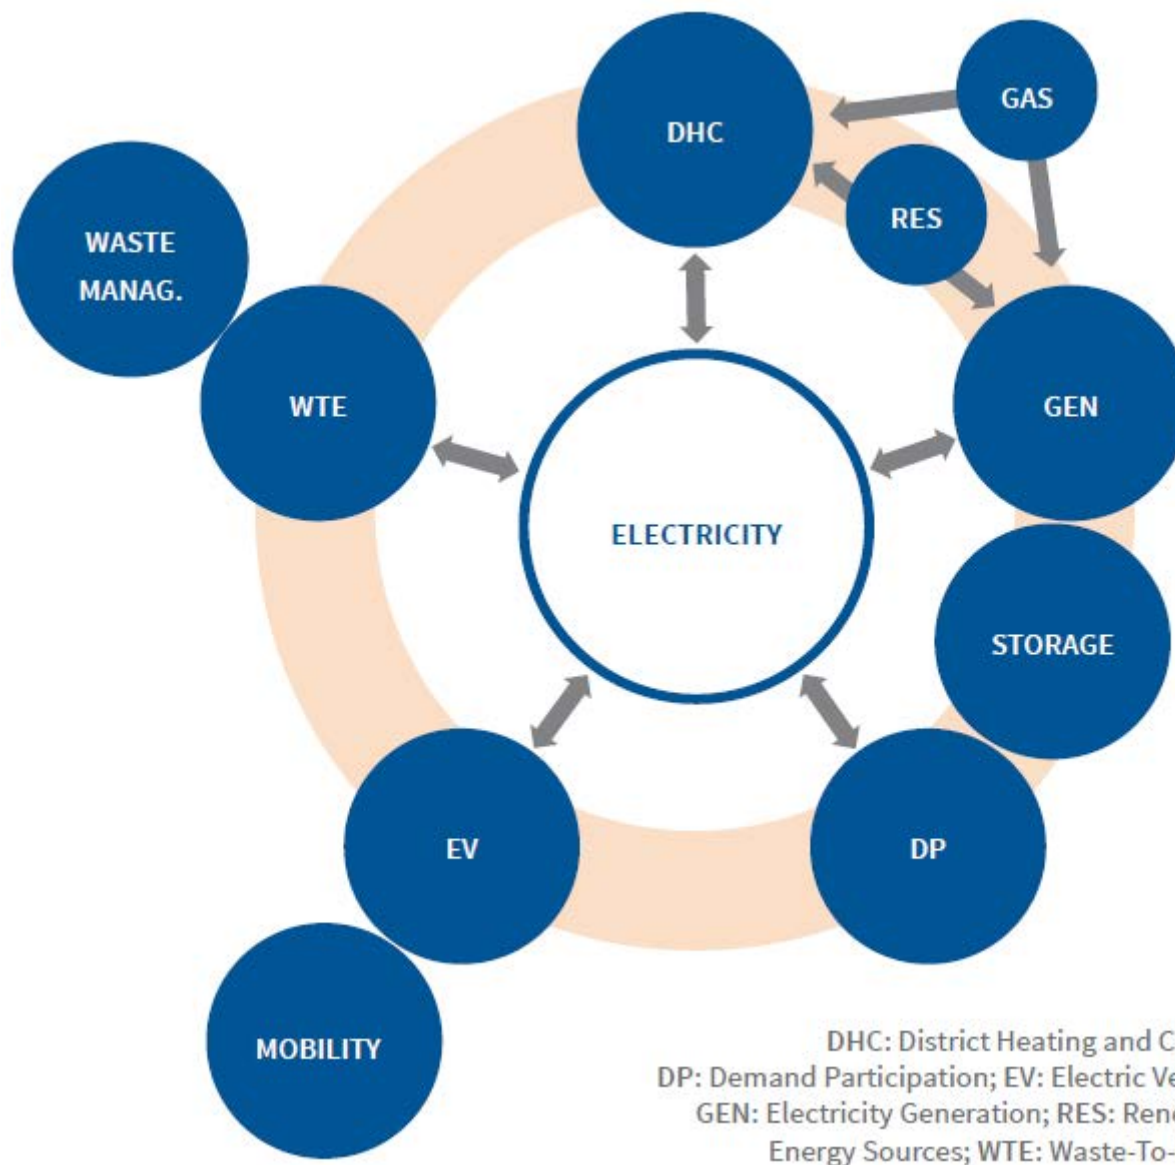 DHC
GAS
RES
WASTE
MANAG.
WTE
GEN
ELECTRICITY
STORAGE
EV
DP
MOBILITY
DHC: District Heating and C
DP: Demand Participation; EV: Electric Ve
GEN: Electricity Generation; RES: Rene
Energy Sources; WTE: Waste-To-